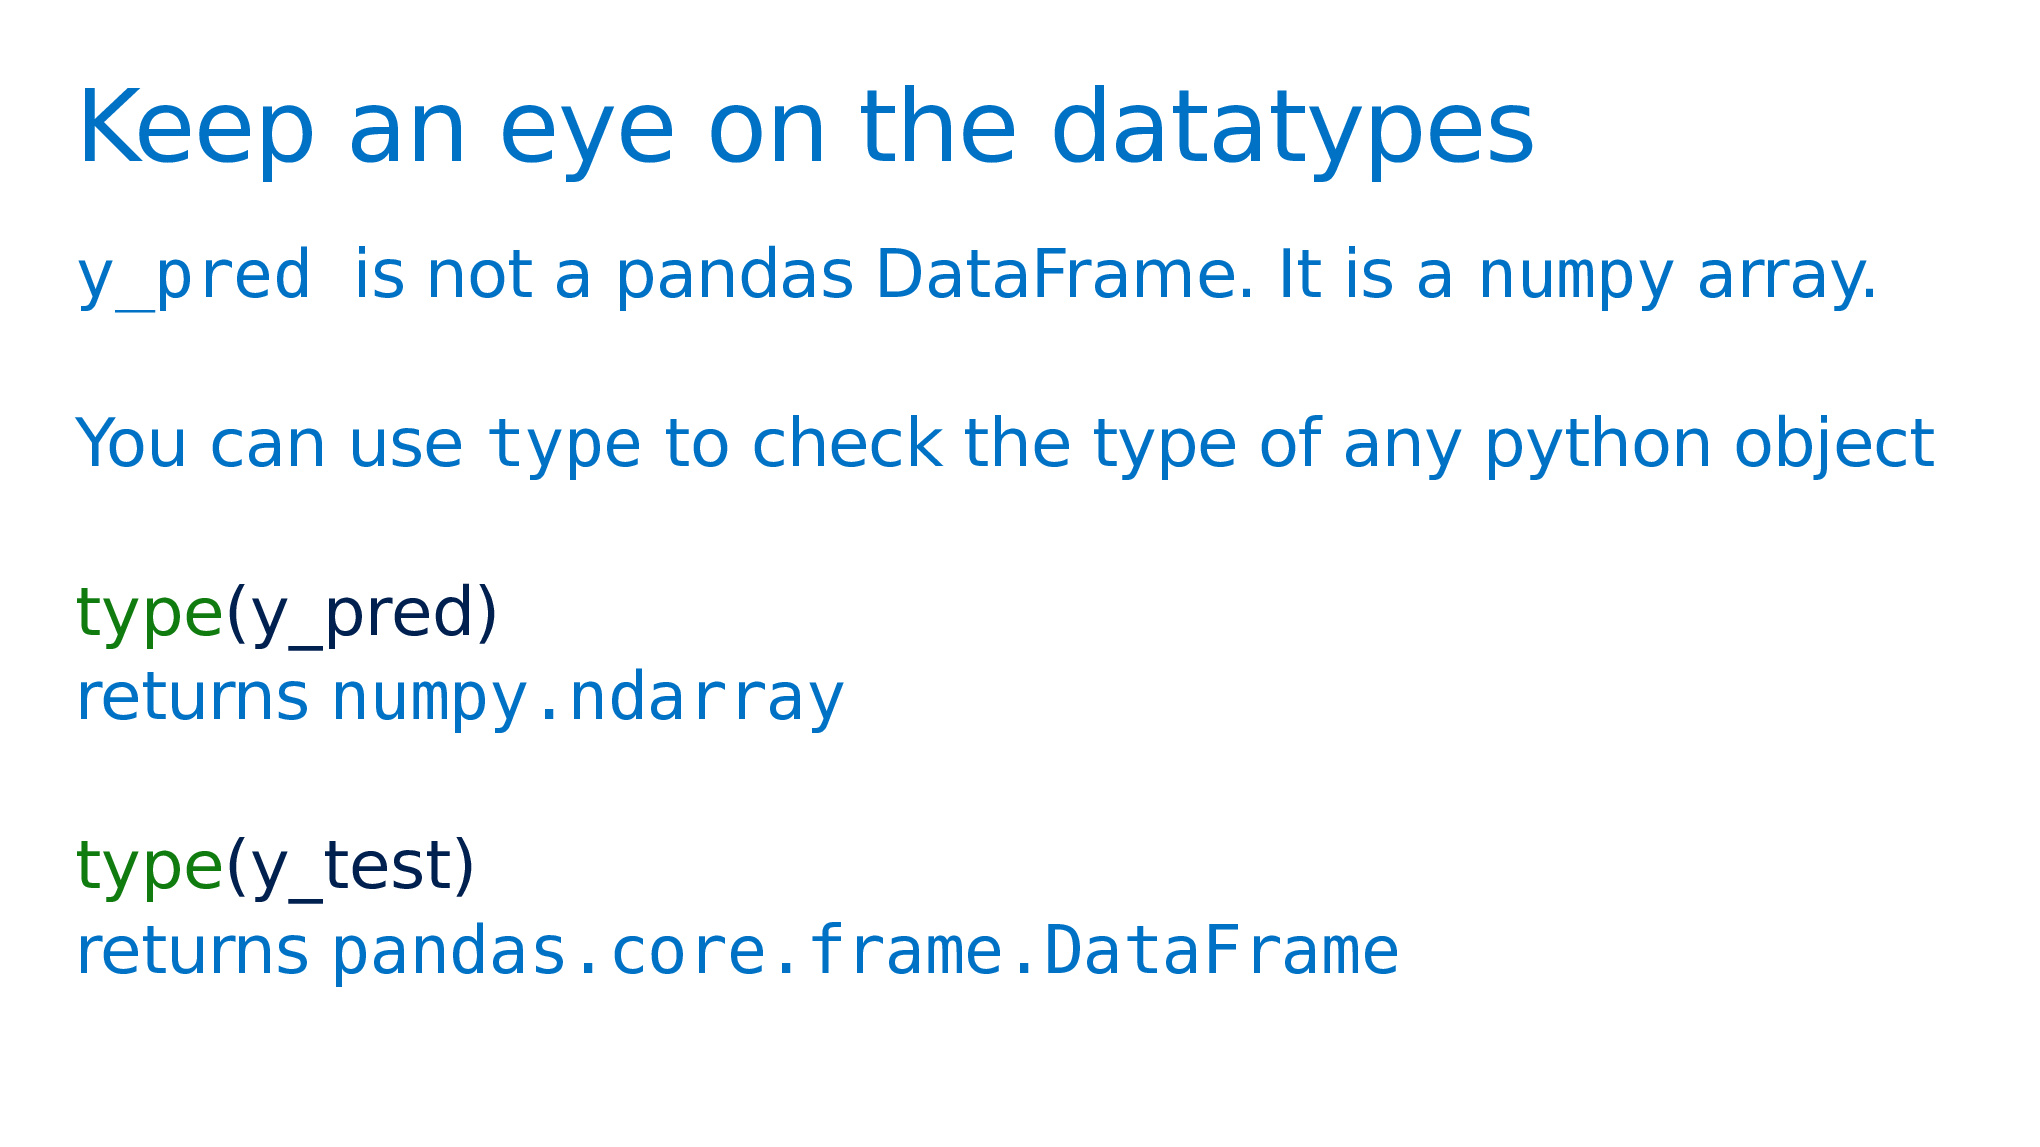 Keep an eye on the datatypes
y_pred is not a pandas DataFrame. It is a numpy array.
You can use type to check the type of any python object
type(y_pred)
returns numpy.ndarray
type(y_test)
returns pandas.core.frame.DataFrame